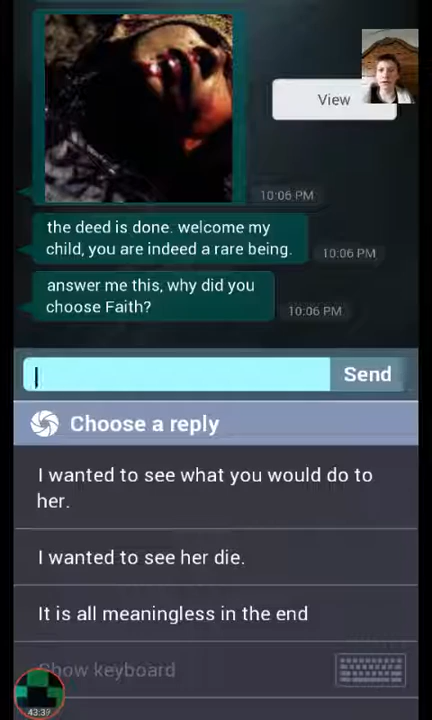 View
10:06 PM
the deed is done. welcome my
child, you are indeed a rare being.
10:06 PM
answer me this, why did you
choose Faith?
10:06 PM
Send
Choose a reply
I wanted to see what you would do to
her.
I wanted to see her die.
It is all meaningless in the end
Show keyboard
43:39